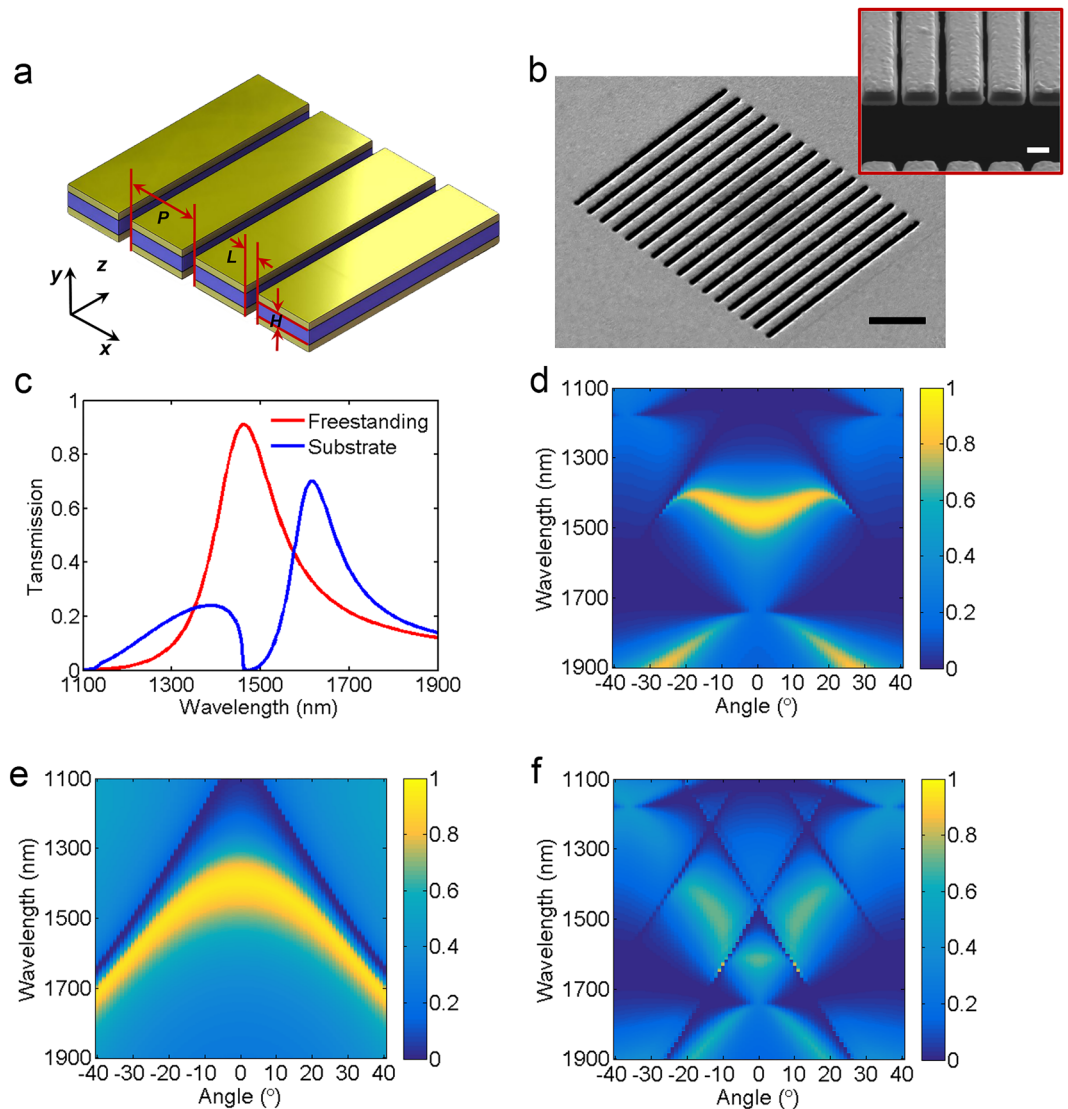 a
b
P
L
H
y
z
x
c
d
1
0.8
0.6
0.4
0.2
0
Tansmission
Freestanding
Substrate
1100
1300
1500
1700
1900
Wavelength (nm)
1100
1300
1500
1700
1900
Wavelength (nm)
-40 -30 -20 -10 0 10 20 30 40
Angle (°)
1
0.8
0.6
0.4
0.2
0
e
f
1100
1300
1500
1700
1900
Wavelength (nm)
-40 -30 -20 -10 0 10 20 30 40
Angle (°)
1
0.8
0.6
0.4
0.2
0
1100
1300
1500
1700
1900
Wavelength (nm)
-40 -30 -20 -10 0 10 20 30 40
Angle (°)
1
0.8
0.6
0.4
0.2
0